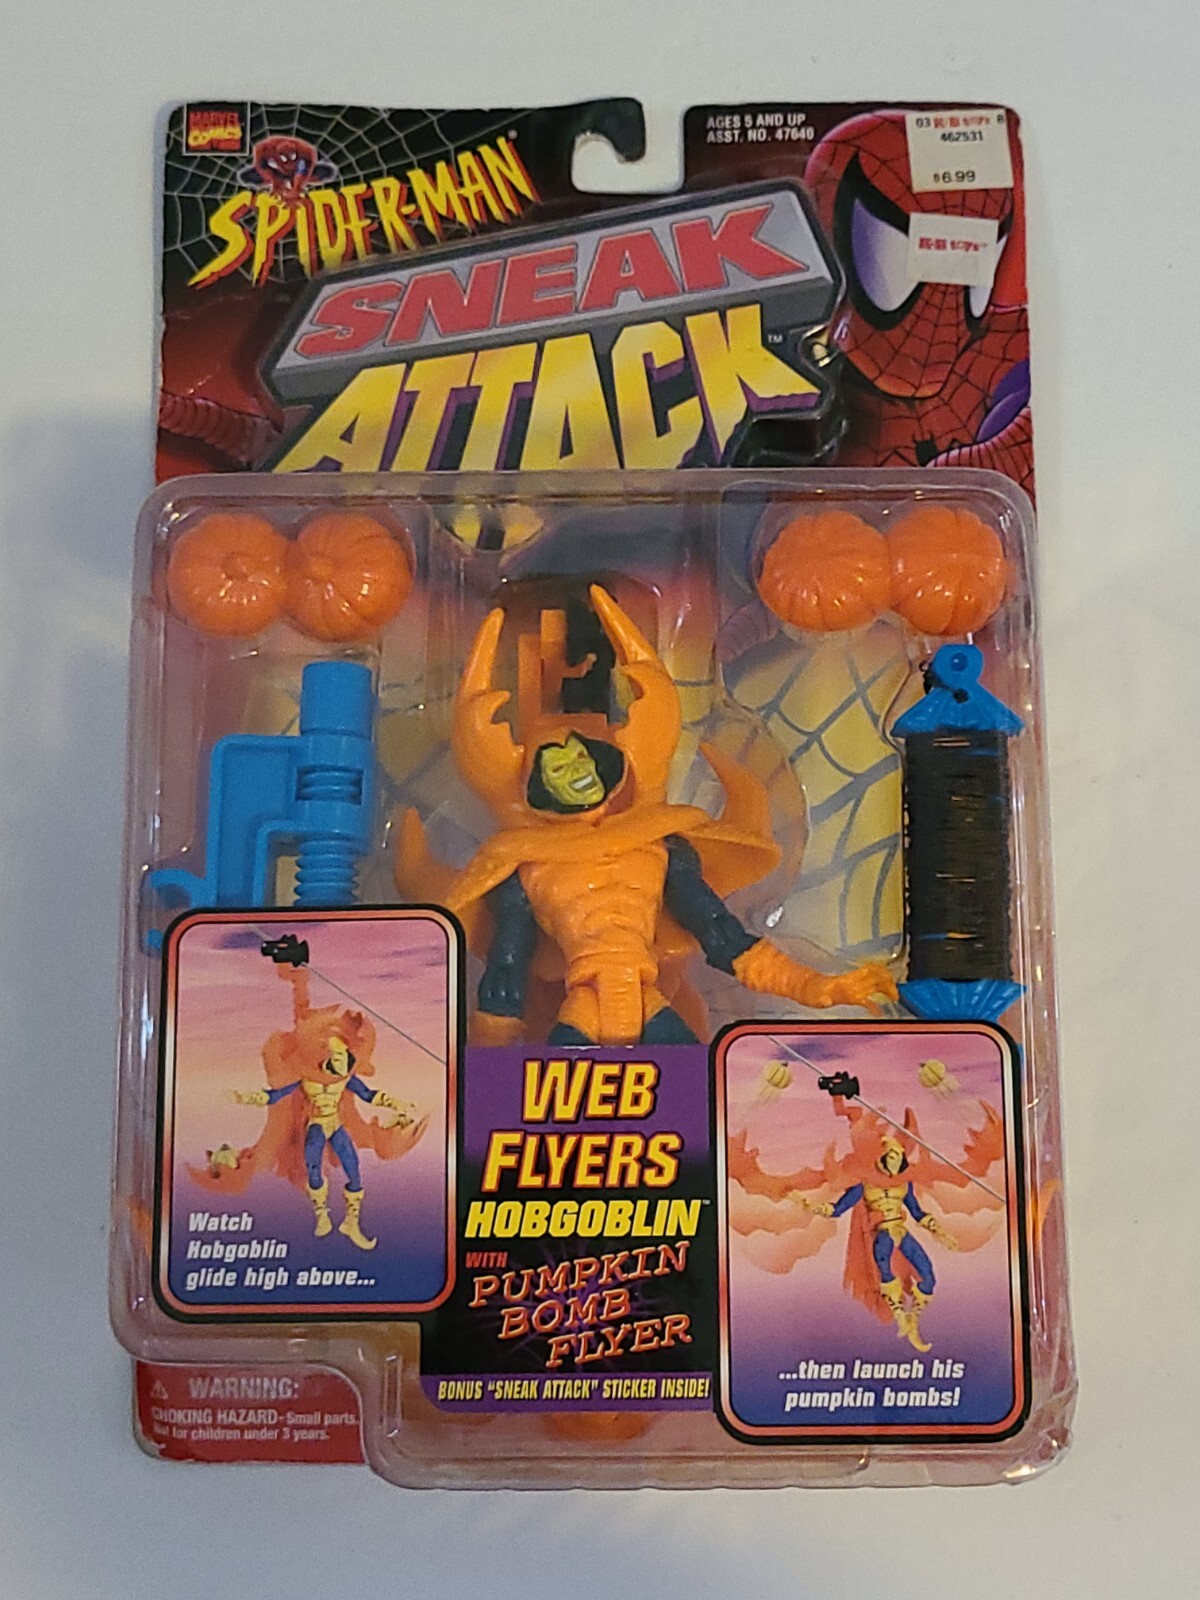 MARVEL
COMICS
SPIDER-MAN®
AGES 5 AND UP
ASST. NO. 47640
462531
$6.99
SNEAK
ATTACK™
WEB
FLYERS
HOBGOBLIN™
WITH
PUMPKIN
BOMB
FLYER
BONUS "SNEAK ATTACK" STICKER INSIDE!
Watch
Hobgoblin
glide high above...
...then launch his
pumpkin bombs!
WARNING:
CHOKING HAZARD - Small parts.
Not for children under 3 years.